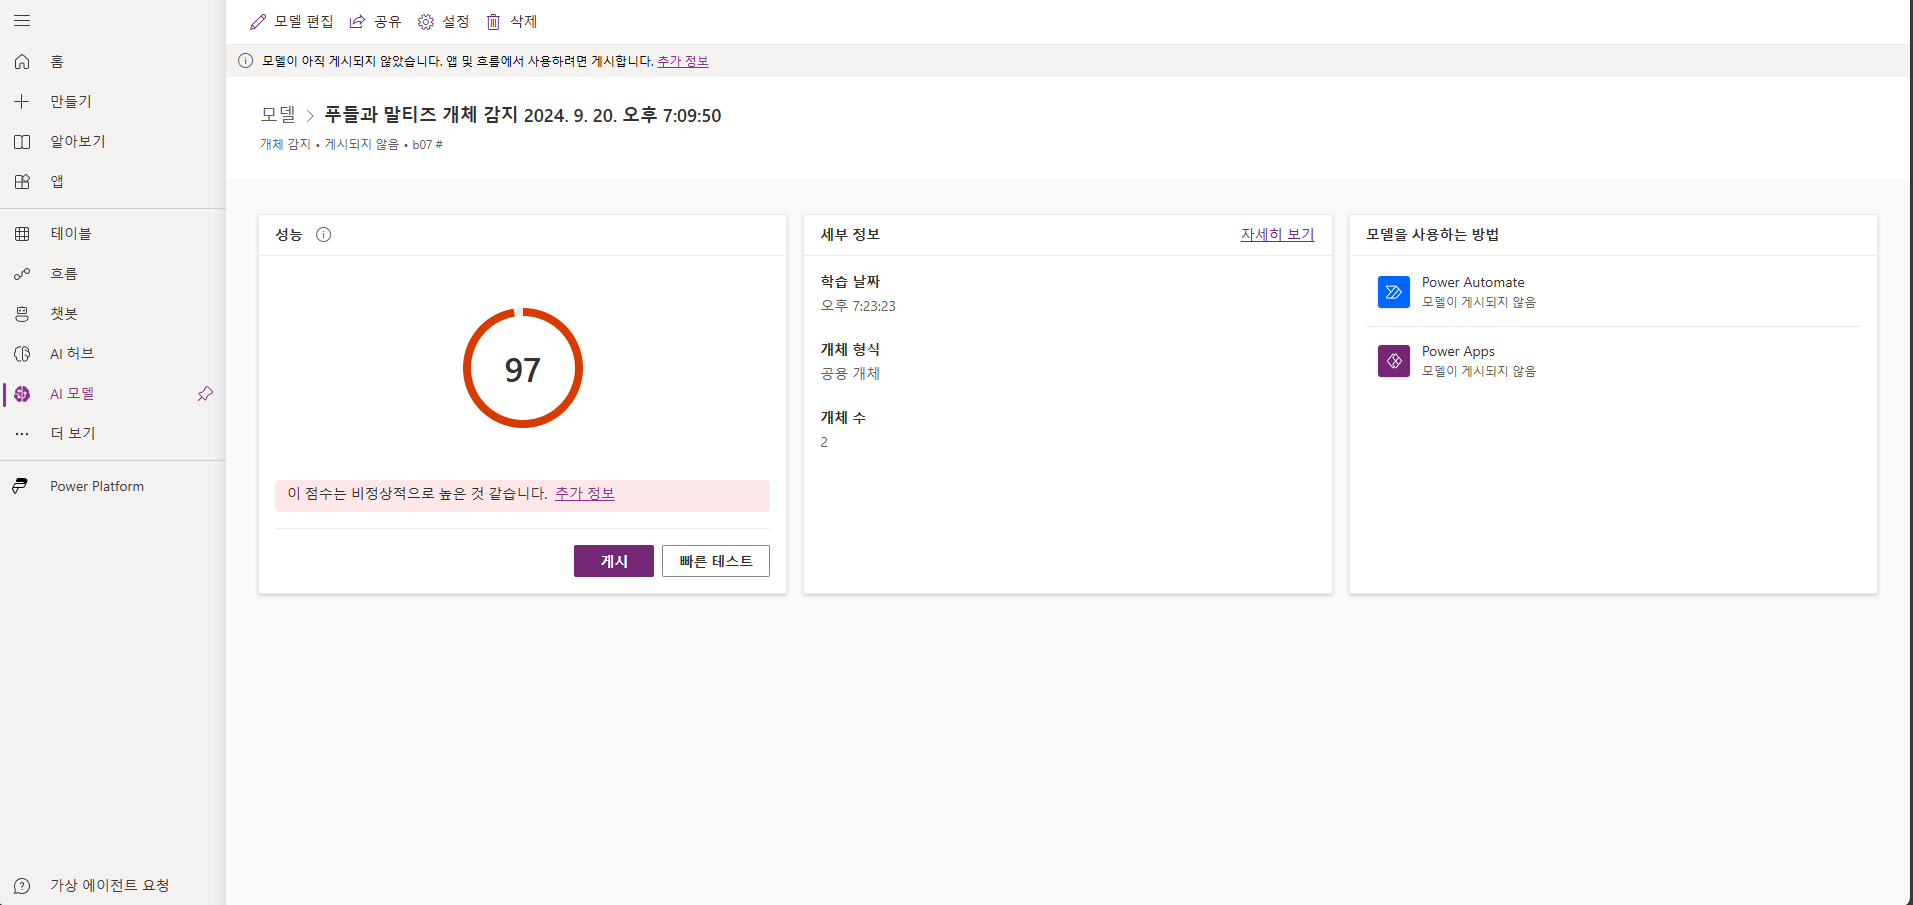 모델 편집 공유 설정 삭제
모델이 아직 게시되지 않았습니다. 앱 및 흐름에서 사용하려면 게시합니다. 추가 정보
홈
만들기
알아보기
앱
테이블
흐름
챗봇
AI 허브
AI 모델
더 보기
Power Platform
가상 에이전트 요청
모델 > 푸들과 말티즈 개체 감지 2024. 9. 20. 오후 7:09:50
개체 감지 • 게시되지 않음 • b07 #
성능
97
이 점수는 비정상적으로 높은 것 같습니다. 추가 정보
게시 빠른 테스트
세부 정보 자세히 보기
학습 날짜
오후 7:23:23
개체 형식
공용 개체
개체 수
2
모델을 사용하는 방법
Power Automate
모델이 게시되지 않음
Power Apps
모델이 게시되지 않음